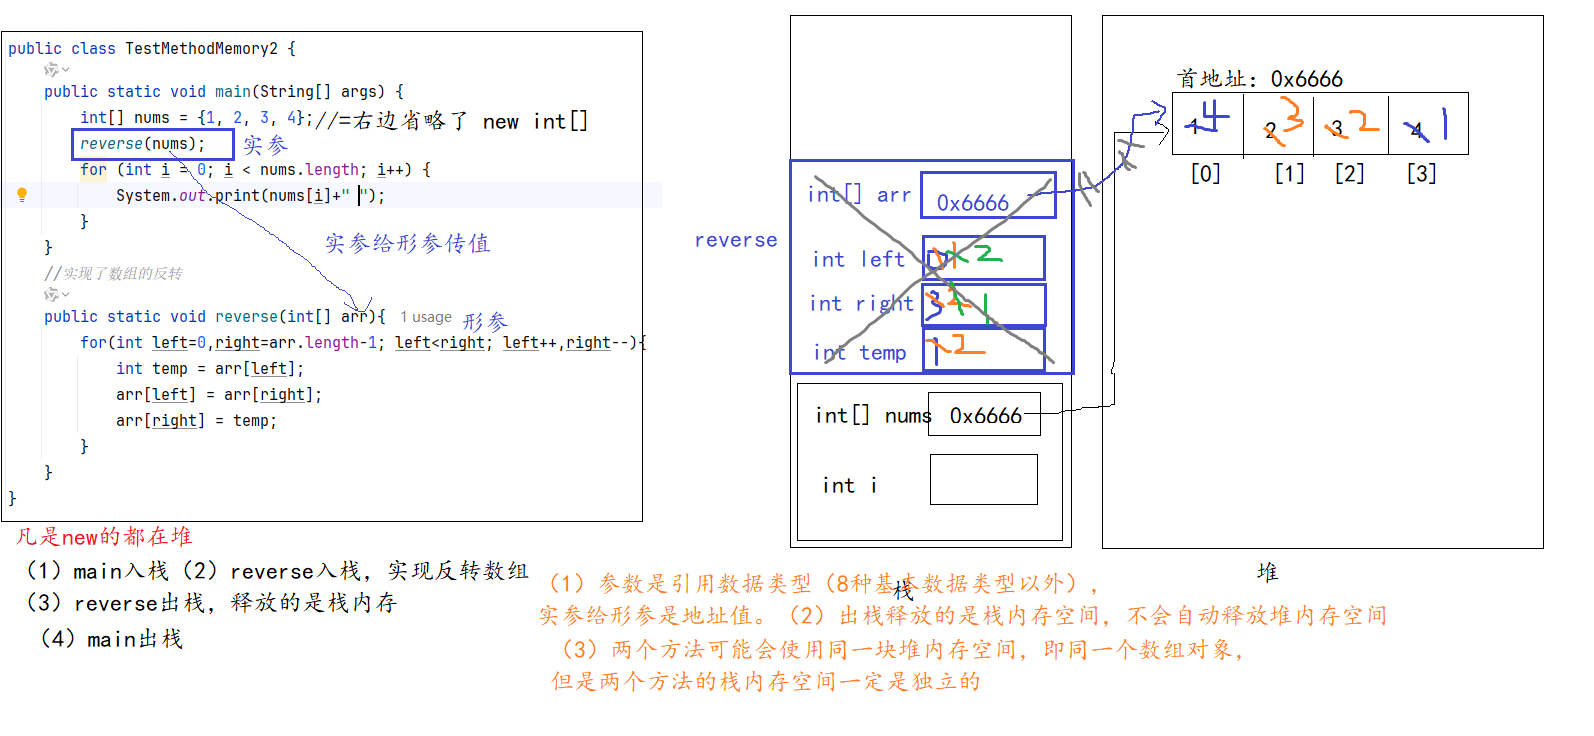 public class TestMethodMemory2 {
public static void main(String[] args) {
int[] nums = {1, 2, 3, 4};//=右边省略了 new int[]
reverse(nums); 实参
for (int i = 0; i < nums.length; i++) {
System.out.print(nums[i]+" ");
}
实参给形参传值
}
//实现了数组的反转
public static void reverse(int[] arr){ 1 usage 形参
for(int left=0,right=arr.length-1; left<right; left++,right--){
int temp = arr[left];
arr[left] = arr[right];
arr[right] = temp;
}
}
}
凡是new的都在堆
（1）main入栈（2）reverse入栈，实现反转数组
（3）reverse出栈，释放的是栈内存
（4）main出栈
reverse
int[] arr 0x6666
int left 0 1 2
int right 3 2 1
int temp 1 2
int[] nums 0x6666
int i
栈
首地址：0x6666
1 4 2 3 3 2 4 1
[0] [1] [2] [3]
堆
（1）参数是引用数据类型（8种基本数据类型以外），
实参给形参是地址值。（2）出栈释放的是栈内存空间，不会自动释放堆内存空间
（3）两个方法可能会使用同一块堆内存空间，即同一个数组对象，
但是两个方法的栈内存空间一定是独立的